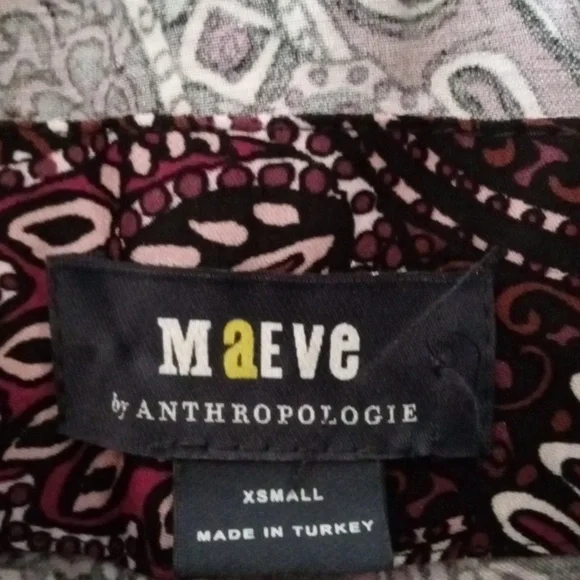 MaEVe
by ANTHROPOLOGIE
XSMALL
MADE IN TURKEY